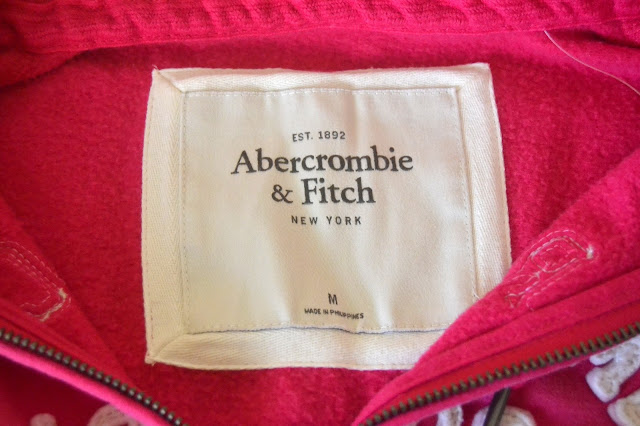 EST. 1892
Abercrombie
& Fitch
NEW YORK
M
MADE IN PHILIPPINES